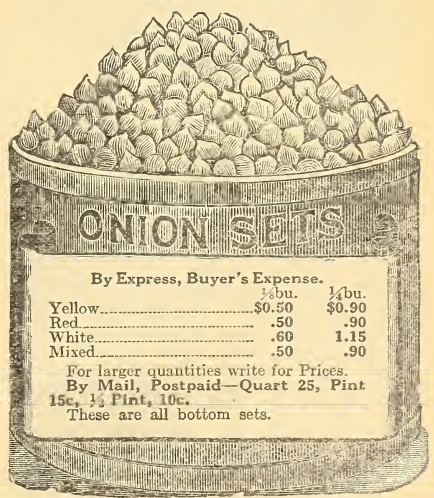 ONION SETS
By Express, Buyer's Expense.
⅛bu. ¼bu.
Yellow $0.50 $0.90
Red .50 .90
White .60 1.15
Mixed .50 .90
For larger quantities write for Prices.
By Mail, Postpaid—Quart 25, Pint
15c, ½ Pint, 10c.
These are all bottom sets.